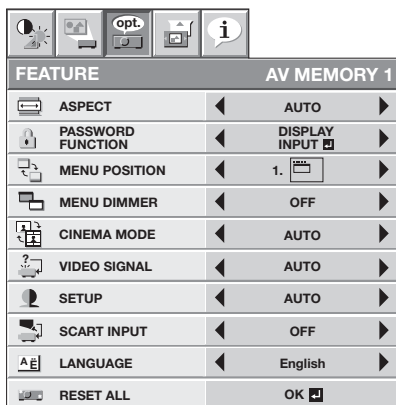 opt.
i
FEATURE AV MEMORY 1
ASPECT AUTO
PASSWORD FUNCTION DISPLAY INPUT
MENU POSITION 1.
MENU DIMMER OFF
CINEMA MODE AUTO
VIDEO SIGNAL AUTO
SETUP AUTO
SCART INPUT OFF
AË LANGUAGE English
RESET ALL OK